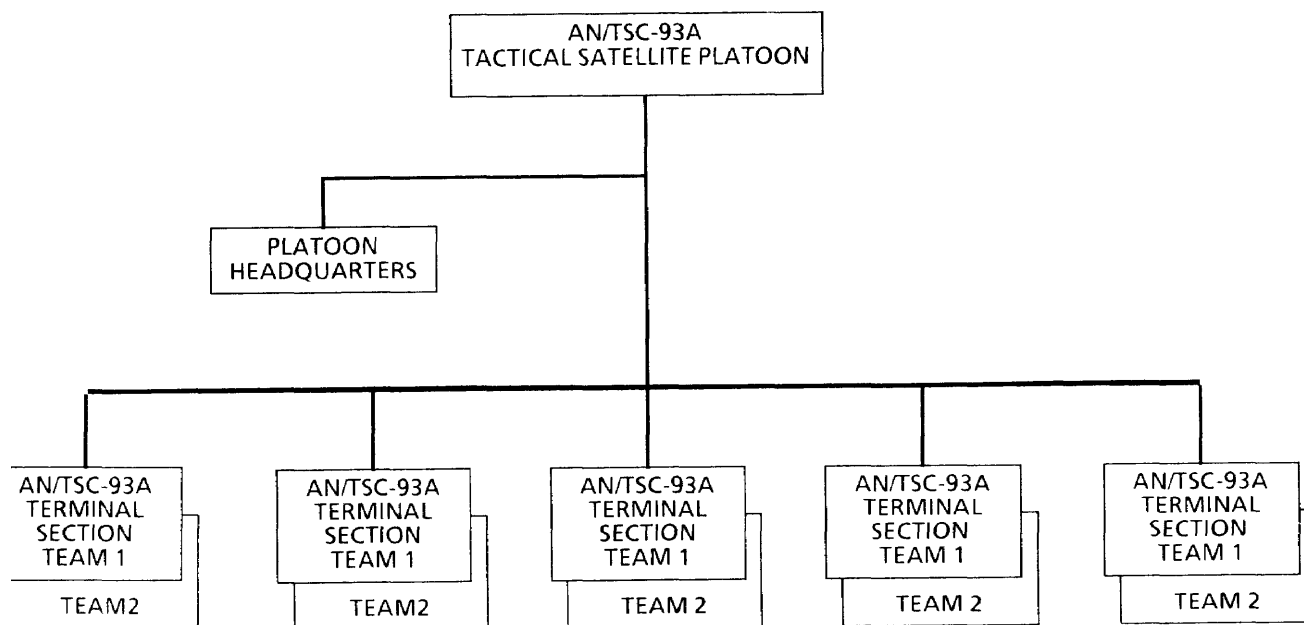 AN/TSC-93A
TACTICAL SATELLITE PLATOON
PLATOON
HEADQUARTERS
AN/TSC-93A
TERMINAL
SECTION
TEAM 1
TEAM2
AN/TSC-93A
TERMINAL
SECTION
TEAM 1
TEAM2
AN/TSC-93A
TERMINAL
SECTION
TEAM 1
TEAM 2
AN/TSC-93A
TERMINAL
SECTION
TEAM 1
TEAM 2
AN/TSC-93A
TERMINAL
SECTION
TEAM 1
TEAM 2